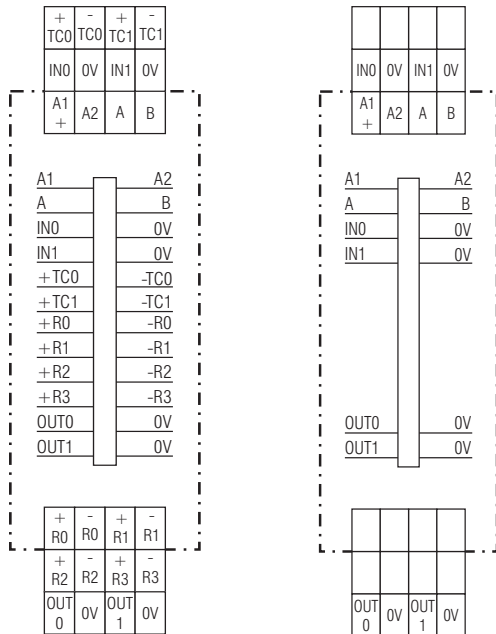 + - + -
TC0 TC0 TC1 TC1
IN0 0V IN1 0V
A1 A2 A B
+
A1 A2
A B
IN0 0V
IN1 0V
+TC0 -TC0
+TC1 -TC1
+R0 -R0
+R1 -R1
+R2 -R2
+R3 -R3
OUT0 0V
OUT1 0V
+ - + -
R0 R0 R1 R1
+ - + -
R2 R2 R3 R3
OUT 0V OUT 0V
0 1
IN0 0V IN1 0V
A1 A2 A B
+
A1 A2
A B
IN0 0V
IN1 0V
OUT0 0V
OUT1 0V
OUT 0V OUT 0V
0 1